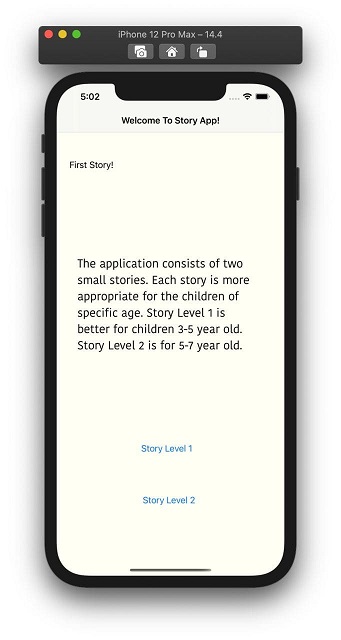 iPhone 12 Pro Max – 14.4
5:02
Welcome To Story App!
First Story!
The application consists of two
small stories. Each story is more
appropriate for the children of
specific age. Story Level 1 is
better for children 3-5 year old.
Story Level 2 is for 5-7 year old.
Story Level 1
Story Level 2